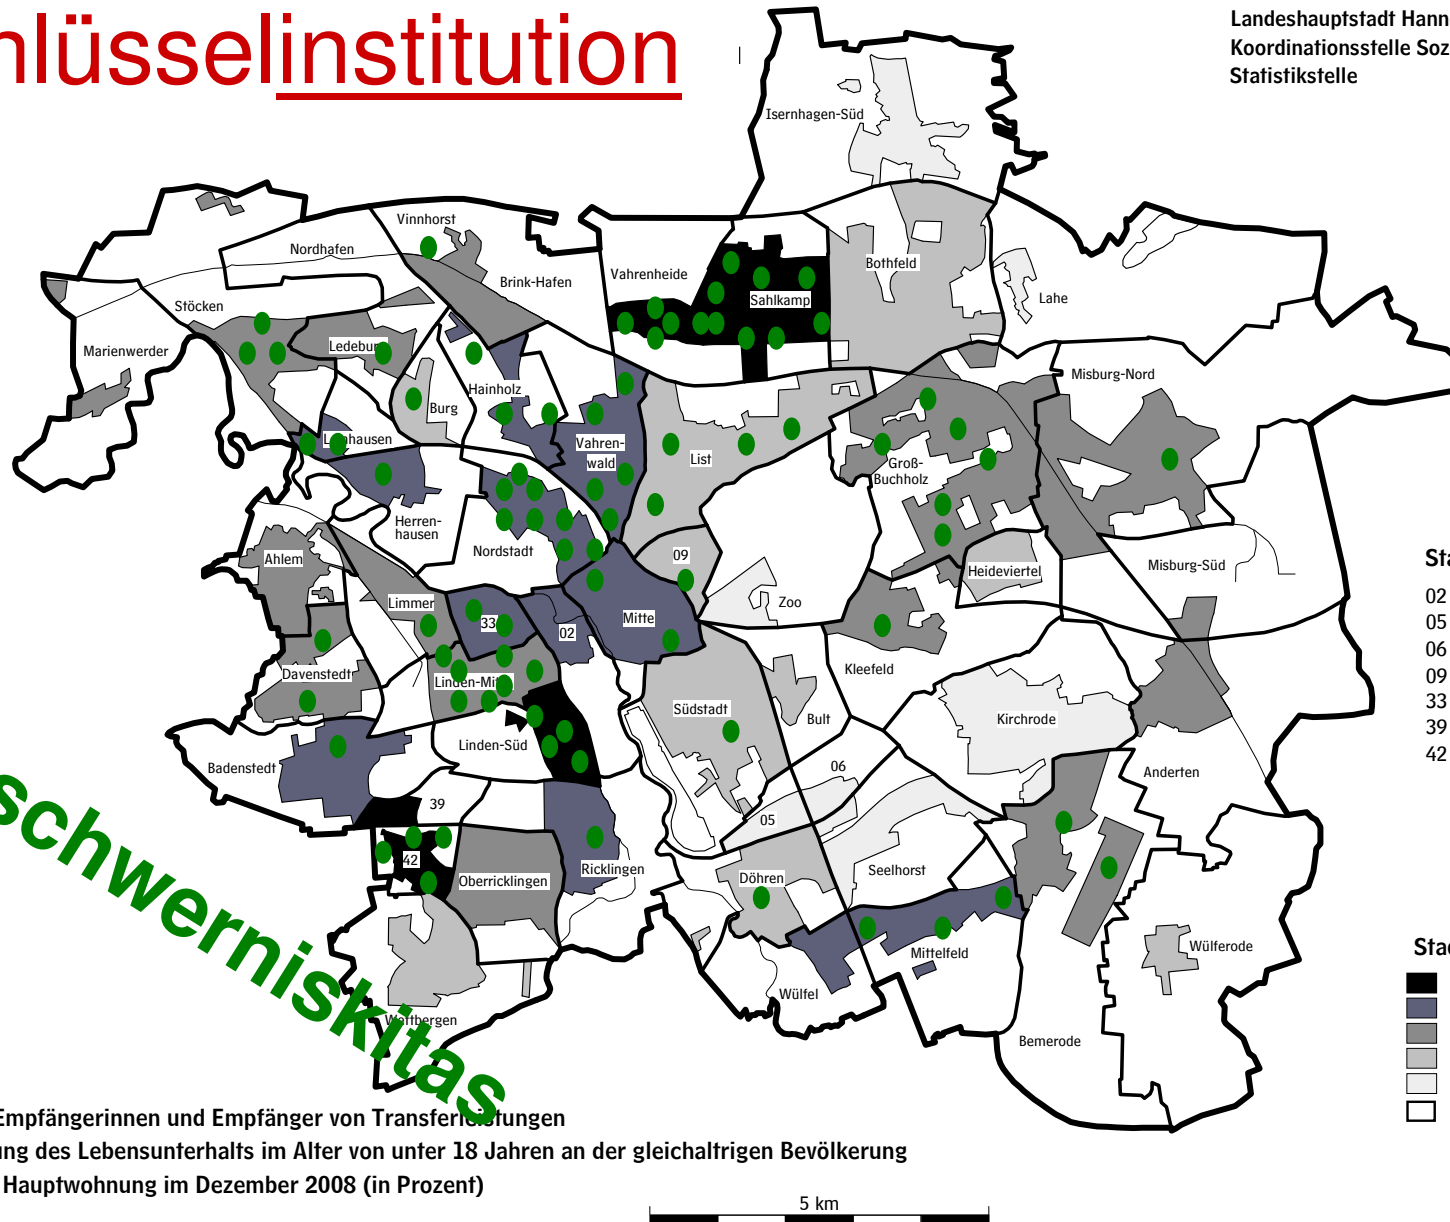 hlüsselinstitution
Landeshauptstadt Hann
Koordinationsstelle Soz
Statistikstelle
Isernhagen-Süd
Vinnhorst
Nordhafen
Brink-Hafen
Vahrenheide
Bothfeld
Sahlkamp
Lahe
Stöcken
Marienwerder
Ledeburg
Misburg-Nord
Hainholz
Burg
Leinhausen
Vahren-
wald
List
Groß-
Buchholz
Herren-
hausen
Nordstadt
Ahlem
09
Heideviertel
Misburg-Süd
Limmer
Zoo
33
02
Mitte
Sta
02
05
06
09
33
39
42
Davenstedt
Linden-Mitte
Kleefeld
Südstadt
Bult
Kirchrode
Linden-Süd
Badenstedt
06
Anderten
39
05
42
Oberricklingen
Ricklingen
Döhren
Seelhorst
schwerniskitas
Mittelfeld
Wülferode
Stad
Wülfel
Wettbergen
Bemerode
Empfängerinnen und Empfänger von Transferleistungen
ung des Lebensunterhalts im Alter von unter 18 Jahren an der gleichaltrigen Bevölkerung
Hauptwohnung im Dezember 2008 (in Prozent)
5 km